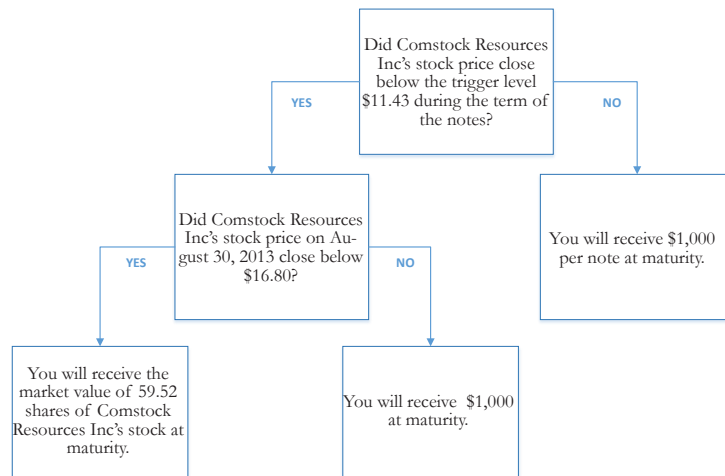 Did Comstock Resources
Inc's stock price close
below the trigger level
$11.43 during the term of
the notes?
YES
NO
Did Comstock Resources
Inc's stock price on Au-
gust 30, 2013 close below
$16.80?
You will receive $1,000
per note at maturity.
YES
NO
You will receive the
market value of 59.52
shares of Comstock
Resources Inc's stock at
maturity.
You will receive $1,000
at maturity.